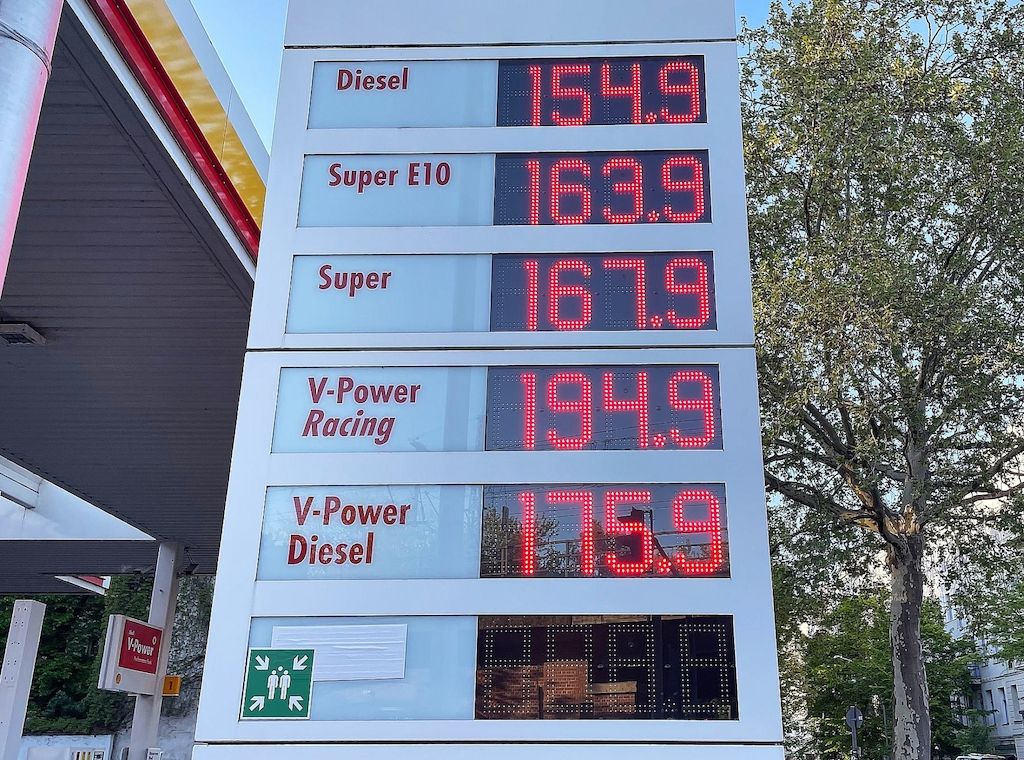 Diesel 154.9
Super E10 163.9
Super 167.9
V-Power
Racing 194.9
V-Power
Diesel 175.9
V-Power